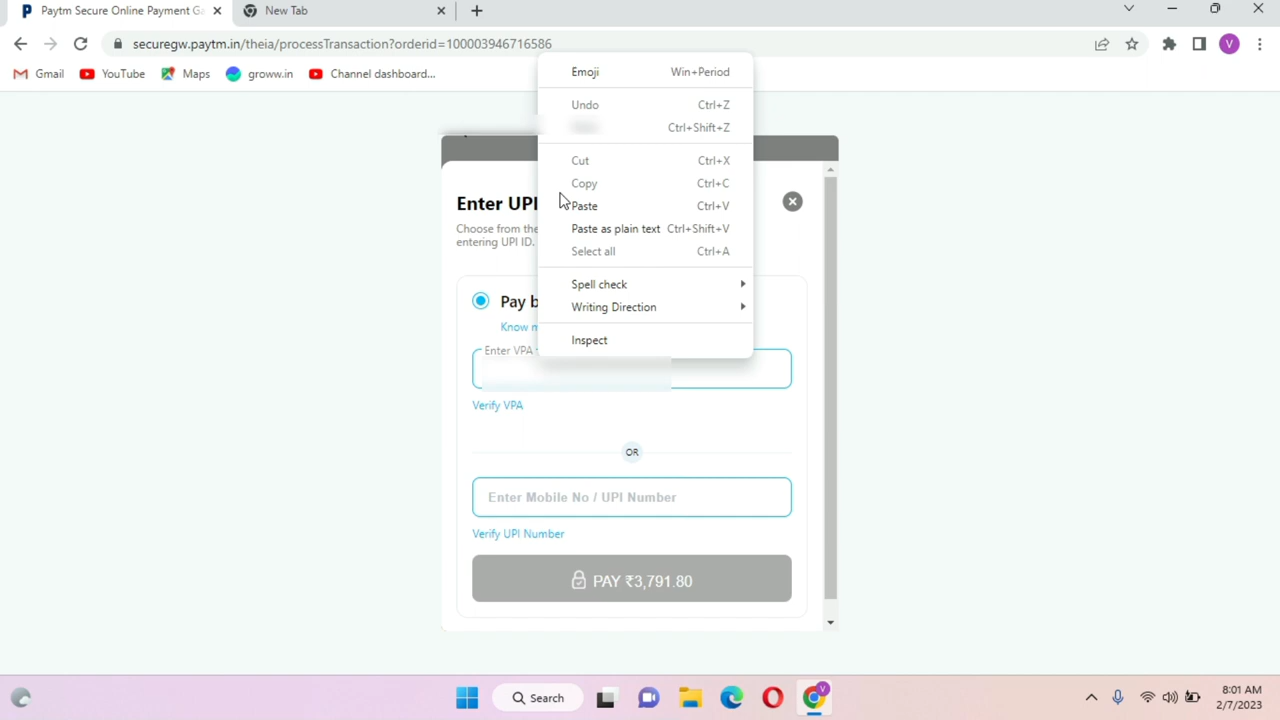 Paytm Secure Online Payment Ga
New Tab
securegw.paytm.in/theia/processTransaction?orderid=100003946716586
V
Gmail
YouTube
Maps
groww.in
Channel dashboard...
Emoji Win+Period
Undo Ctrl+Z
Ctrl+Shift+Z
Cut Ctrl+X
Copy Ctrl+C
Paste Ctrl+V
Paste as plain text Ctrl+Shift+V
Select all Ctrl+A
Spell check
Writing Direction
Inspect
Enter UPI
Choose from the
entering UPI ID.
Pay b
Know m
Enter VPA
Verify VPA
OR
Enter Mobile No / UPI Number
Verify UPI Number
PAY ₹3,791.80
Search
V
8:01 AM
2/7/2023